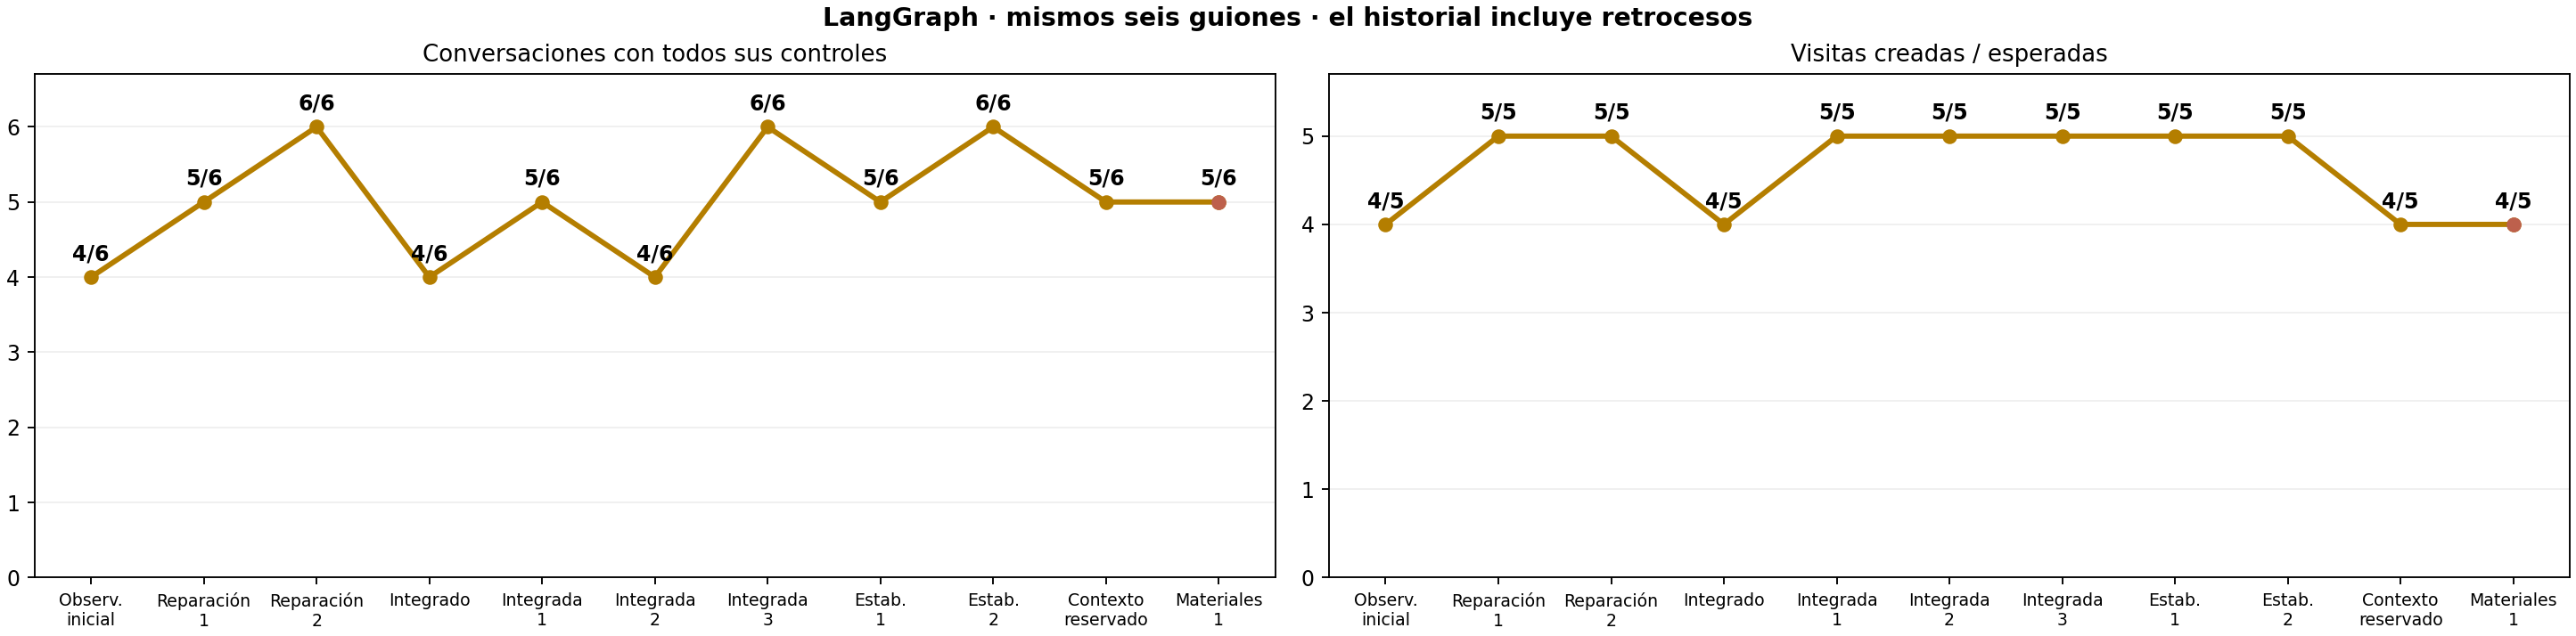 LangGraph · mismos seis guiones · el historial incluye retrocesos
Conversaciones con todos sus controles
6/6
6/6
6/6
5/6
5/6
5/6
5/6
5/6
4/6
4/6
4/6
6
5
4
3
2
1
0
Observ.
inicial
Reparación
1
Reparación
2
Integrado
Integrada
1
Integrada
2
Integrada
3
Estab.
1
Estab.
2
Contexto
reservado
Materiales
1
Visitas creadas / esperadas
5/5
5/5
5/5
5/5
5/5
5/5
5/5
4/5
4/5
4/5
4/5
5
4
3
2
1
0
Observ.
inicial
Reparación
1
Reparación
2
Integrado
Integrada
1
Integrada
2
Integrada
3
Estab.
1
Estab.
2
Contexto
reservado
Materiales
1